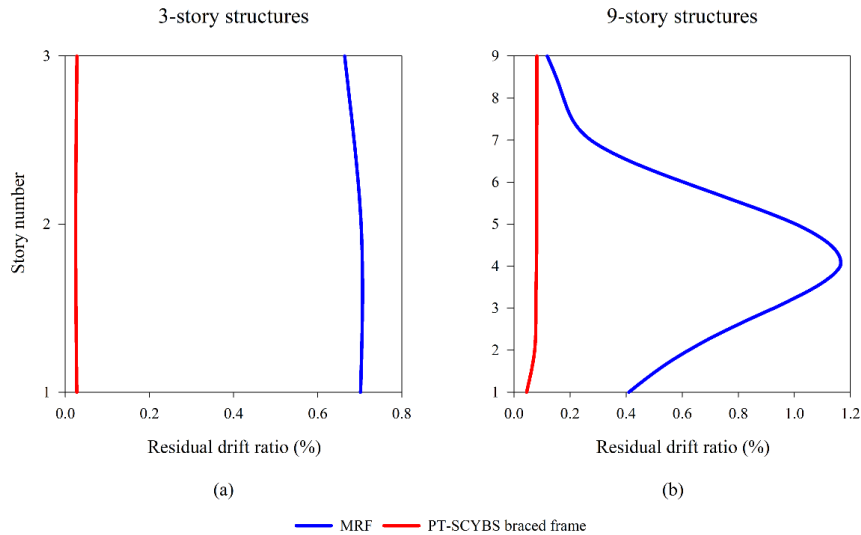 3-story structures
9-story structures
Story number
3
2
1
0.0 0.2 0.4 0.6 0.8
Residual drift ratio (%)
(a)
9
8
7
6
5
4
3
2
1
0.0 0.2 0.4 0.6 0.8 1.0 1.2
Residual drift ratio (%)
(b)
MRF PT-SCYBS braced frame